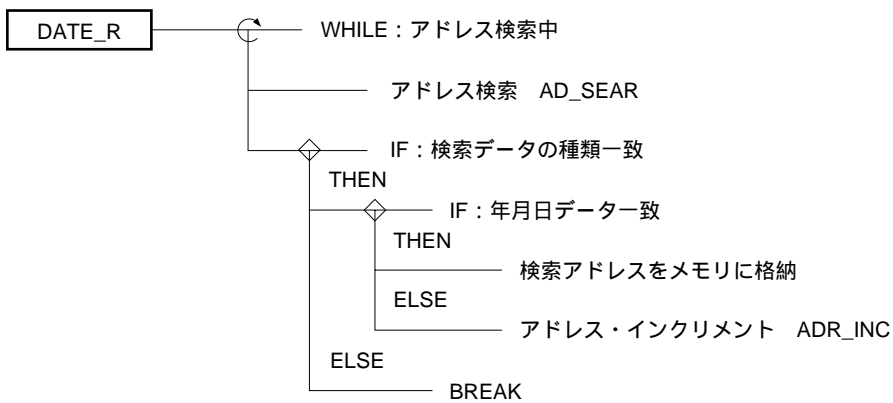 DATE_R
WHILE：アドレス検索中
アドレス検索　AD_SEAR
IF：検索データの種類一致
THEN
IF：年月日データ一致
THEN
検索アドレスをメモリに格納
ELSE
アドレス・インクリメント　ADR_INC
ELSE
BREAK